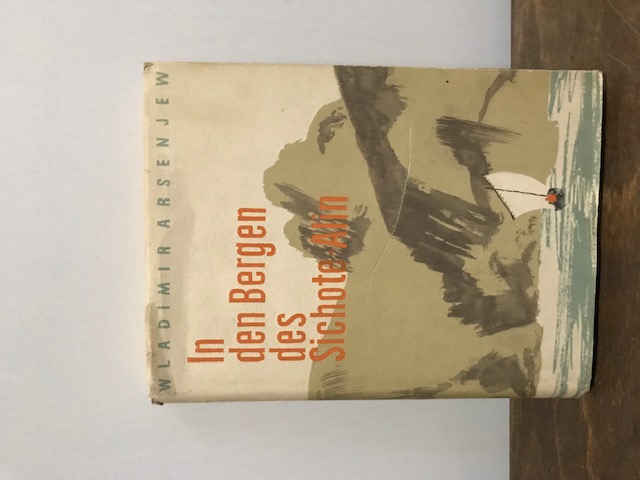 WLADIMIR ARSENJEW
In
den Bergen
des
Sichote-Alin